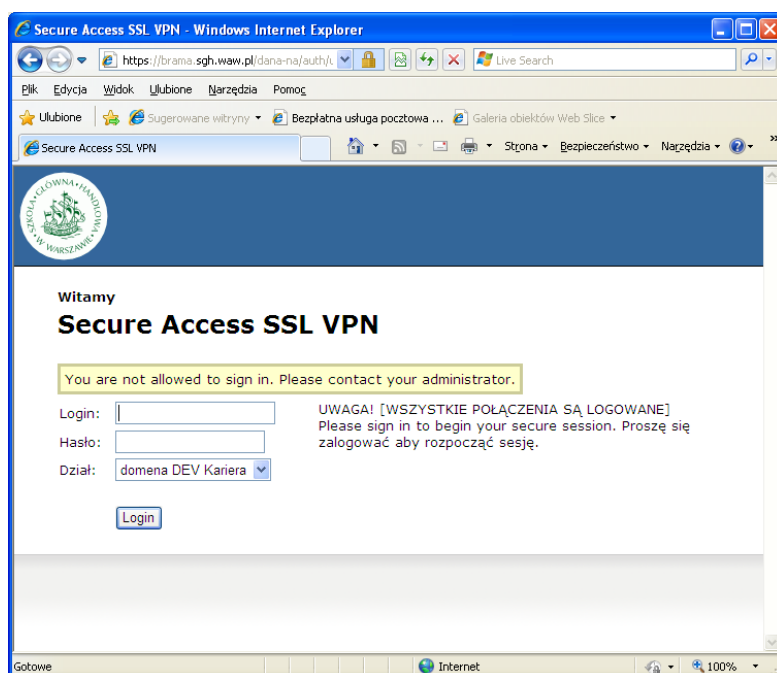 Secure Access SSL VPN - Windows Internet Explorer
https://brama.sgh.waw.pl/dana-na/auth/u
Live Search
Plik Edycja Widok Ulubione Narzędzia Pomoc
Ulubione Sugerowane witryny Bezpłatna usługa pocztowa ... Galeria obiektów Web Slice
Secure Access SSL VPN Strona Bezpieczeństwo Narzędzia »
SZKOŁA·GŁÓWNA·HANDLOWA
W WARSZAWIE
Witamy
Secure Access SSL VPN
You are not allowed to sign in. Please contact your administrator.
Login:
Hasło:
Dział: domena DEV Kariera
Login
UWAGA! [WSZYSTKIE POŁĄCZENIA SĄ LOGOWANE]
Please sign in to begin your secure session. Proszę się
zalogować aby rozpocząć sesję.
Gotowe Internet 100%